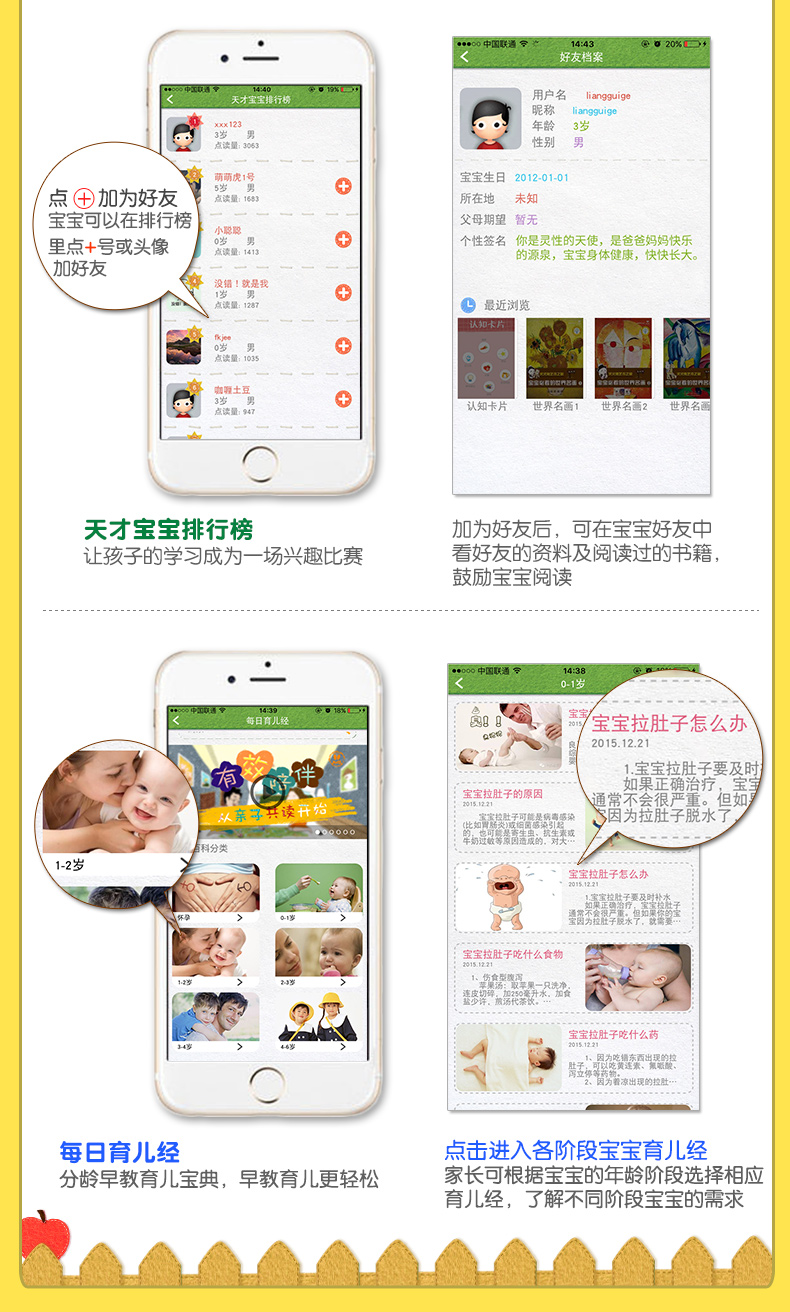 中国联通 14:40 19%
天才宝宝排行榜
xxx123
3岁 男
点读量: 3063
萌萌虎1号
5岁 男
点读量: 1683
小聪聪
0岁 男
点读量: 1413
没错！就是我
1岁 男
点读量: 1287
fkjee
0岁 男
点读量: 1035
咖喱土豆
3岁 男
点读量: 947
点 + 加为好友
宝宝可以在排行榜
里点+号或头像
加好友
中国联通 14:43 20%
好友档案
用户名 liangguige
昵称 liangguige
年龄 3岁
性别 男
宝宝生日 2012-01-01
所在地 未知
父母期望 暂无
个性签名 你是灵性的天使，是爸爸妈妈快乐
的源泉，宝宝身体健康，快快长大。
最近浏览
认知卡片
认知卡片 世界名画1 世界名画2 世界名画
天才宝宝排行榜
让孩子的学习成为一场兴趣比赛
加为好友后，可在宝宝好友中
看好友的资料及阅读过的书籍，
鼓励宝宝阅读
中国联通 14:39 18%
每日育儿经
有效陪伴
从亲子共读开始
百科分类
怀孕 0-1岁
1-2岁 2-3岁
3-4岁 4-6岁
1-2岁
中国联通 14:38
0-1岁
宝宝拉肚子的原因
2015.12.21
宝宝拉肚子可能是病毒感染
(比如胃肠炎)或细菌感染引起
的，也可能是寄生虫、抗生素或
牛奶过敏等原因造成的。对大…
宝宝拉肚子怎么办
2015.12.21
1.宝宝拉肚子要及时补水
如果正确治疗，宝宝拉肚子
通常不会很严重。但如果你的宝
宝因为拉肚子脱水了，就需要…
宝宝拉肚子吃什么食物
2015.12.21
1、伤食型腹泻
苹果汤：取苹果一只洗净，
连皮切碎，加250毫升水、加食
盐少许、煎汤代茶饮。…
宝宝拉肚子吃什么药
2015.12.21
1、因为吃错东西出现的拉
肚子，可以吃黄连素、氟哌酸、
泻立停等药物。
2、因为着凉出现的拉肚…
宝宝拉肚子怎么办
2015.12.21
1.宝宝拉肚子要及时
如果正确治疗，宝宝
通常不会很严重。但如
因为拉肚子脱水了，
每日育儿经
分龄早教育儿宝典，早教育儿更轻松
点击进入各阶段宝宝育儿经
家长可根据宝宝的年龄阶段选择相应
育儿经，了解不同阶段宝宝的需求